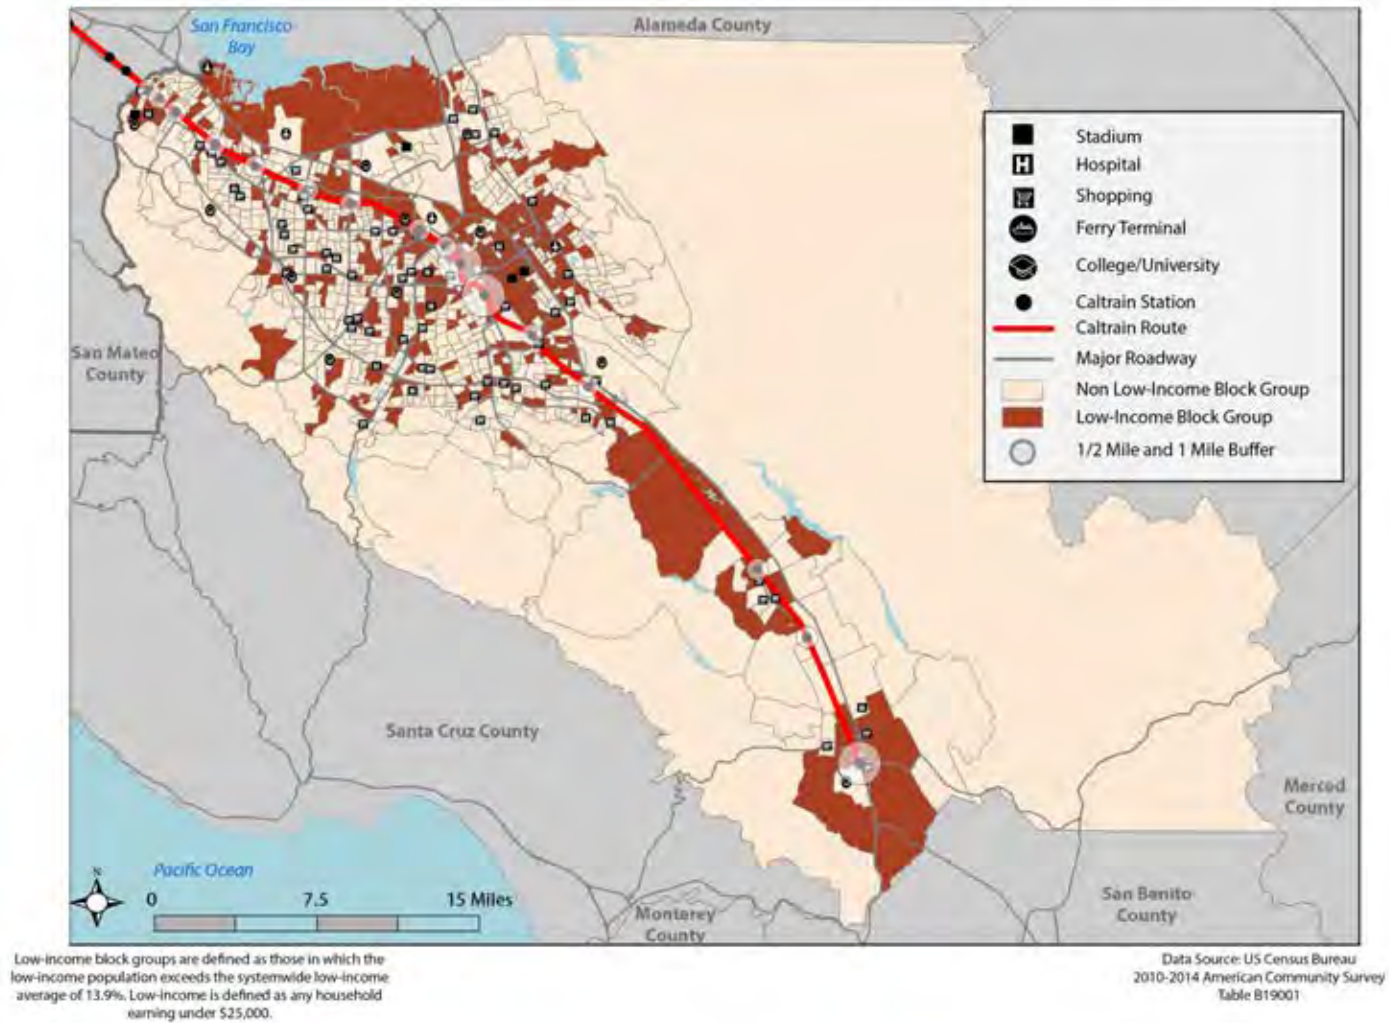 San Francisco
Bay
Alameda County
Stadium
H Hospital
Shopping
Ferry Terminal
College/University
Caltrain Station
Caltrain Route
Major Roadway
Non Low-Income Block Group
Low-Income Block Group
1/2 Mile and 1 Mile Buffer
San Mateo
County
Santa Cruz County
Merced
County
Pacific Ocean
N
0 7.5 15 Miles
San Benito
County
Monterey
County
Low-income block groups are defined as those in which the
low-income population exceeds the systemwide low-income
average of 13.9%. Low-income is defined as any household
earning under $25,000.
Data Source: US Census Bureau
2010-2014 American Community Survey
Table B19001